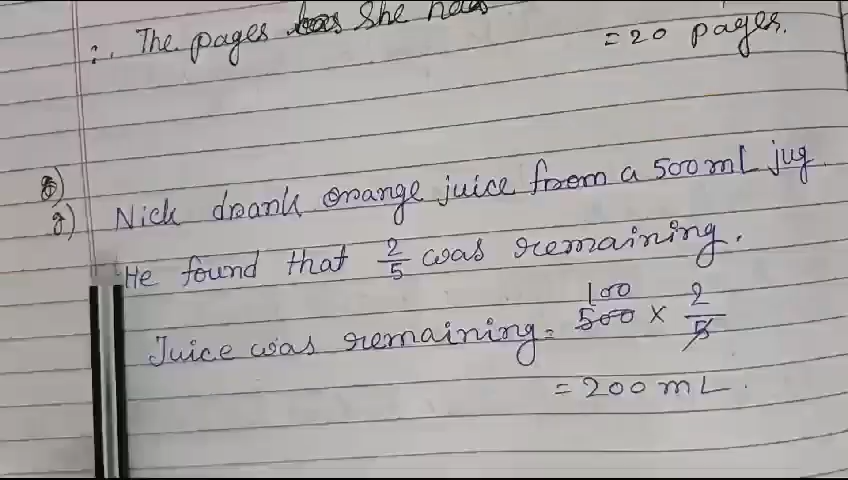 ∴ The pages has She had
= 20 pages.
g) Nick drank orange juice from a 500 mL jug.
He found that 2/5 was remaining.
100
Juice was remaining = 500 × 2/5
= 200 mL.